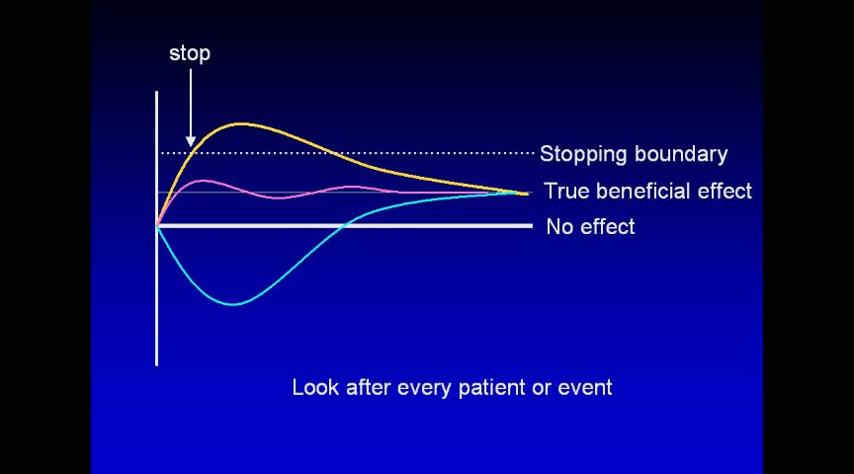 stop
Stopping boundary
True beneficial effect
No effect
Look after every patient or event